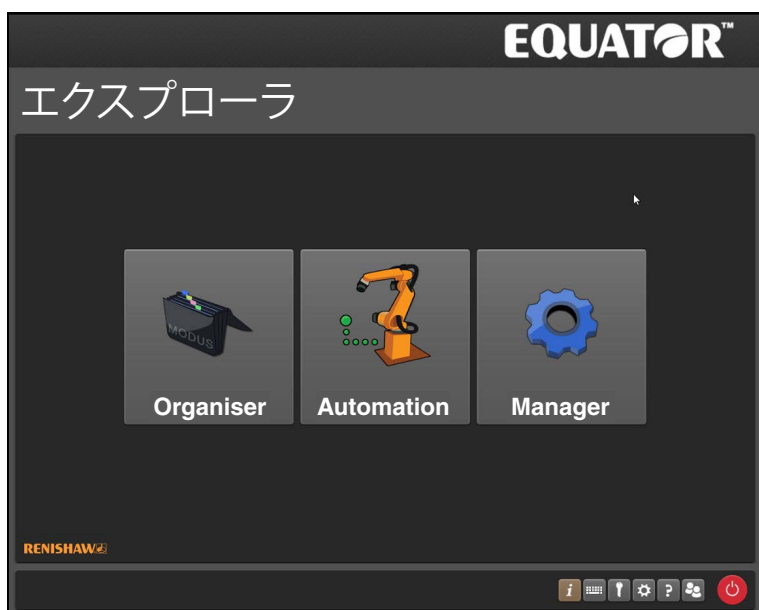 EQUATOR™
エクスプローラ
MODUS
Organiser
Automation
Manager
RENISHAW
i
?